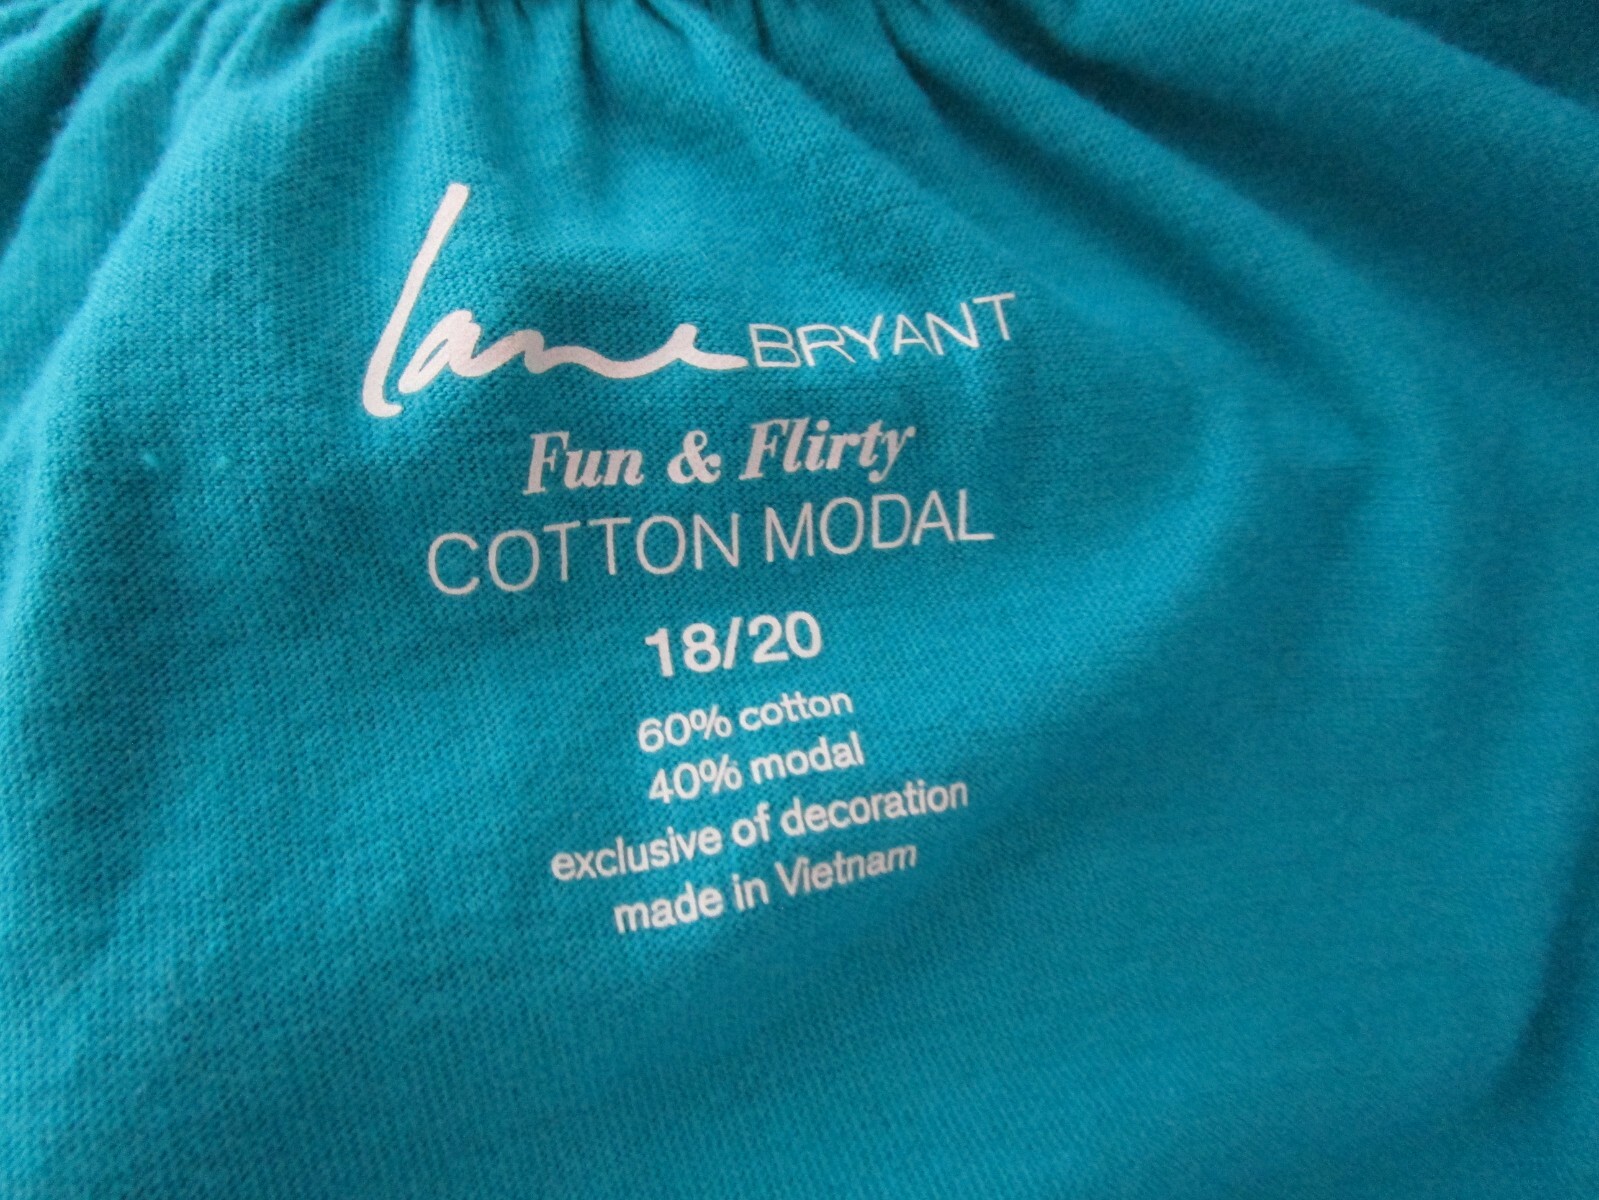 lane BRYANT
Fun & Flirty
COTTON MODAL
18/20
60% cotton
40% modal
exclusive of decoration
made in Vietnam